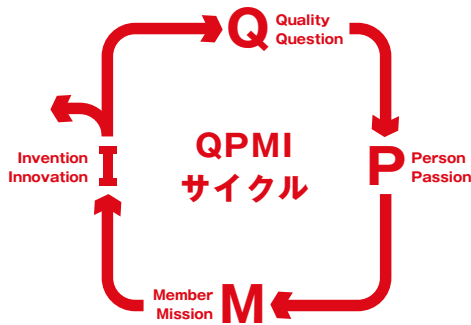 Q
Quality
Question
P
Person
Passion
M
Member
Mission
I
Invention
Innovation
QPMI
サイクル